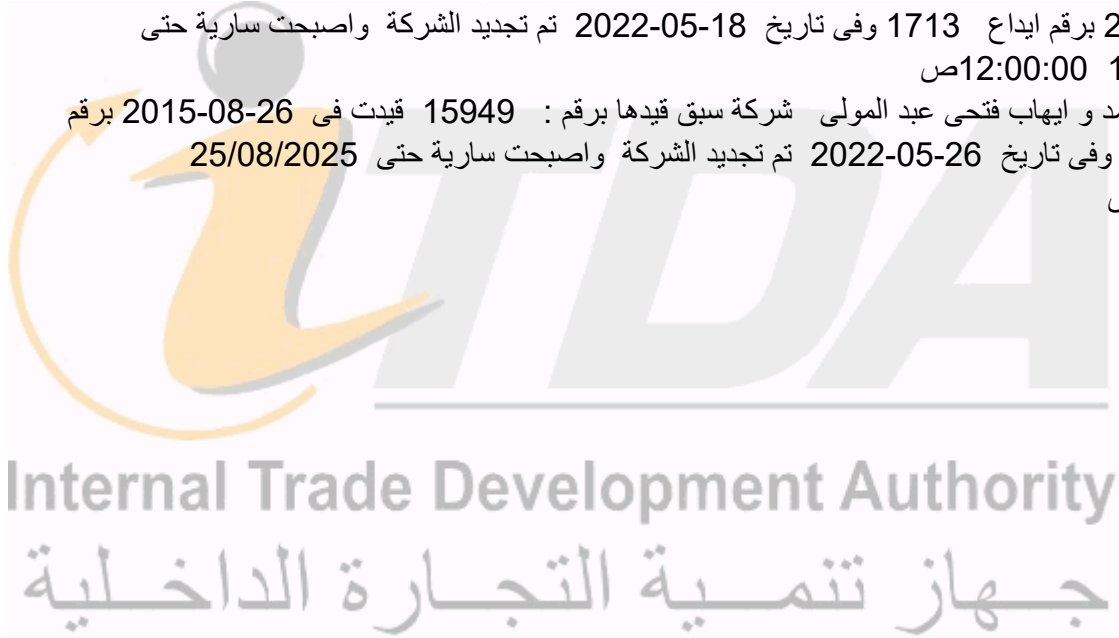 برقم ايداع 1713 وفى تاريخ 18-05-2022 تم تجديد الشركة واصبحت سارية حتى
12:00:00ص
و ايهاب فتحى عبد المولى شركة سبق قيدها برقم : 15949 قيدت فى 26-08-2015 برقم
وفى تاريخ 26-05-2022 تم تجديد الشركة واصبحت سارية حتى 25/08/2025
iTDA
Internal Trade Development Authority
جهاز تنمية التجارة الداخلية